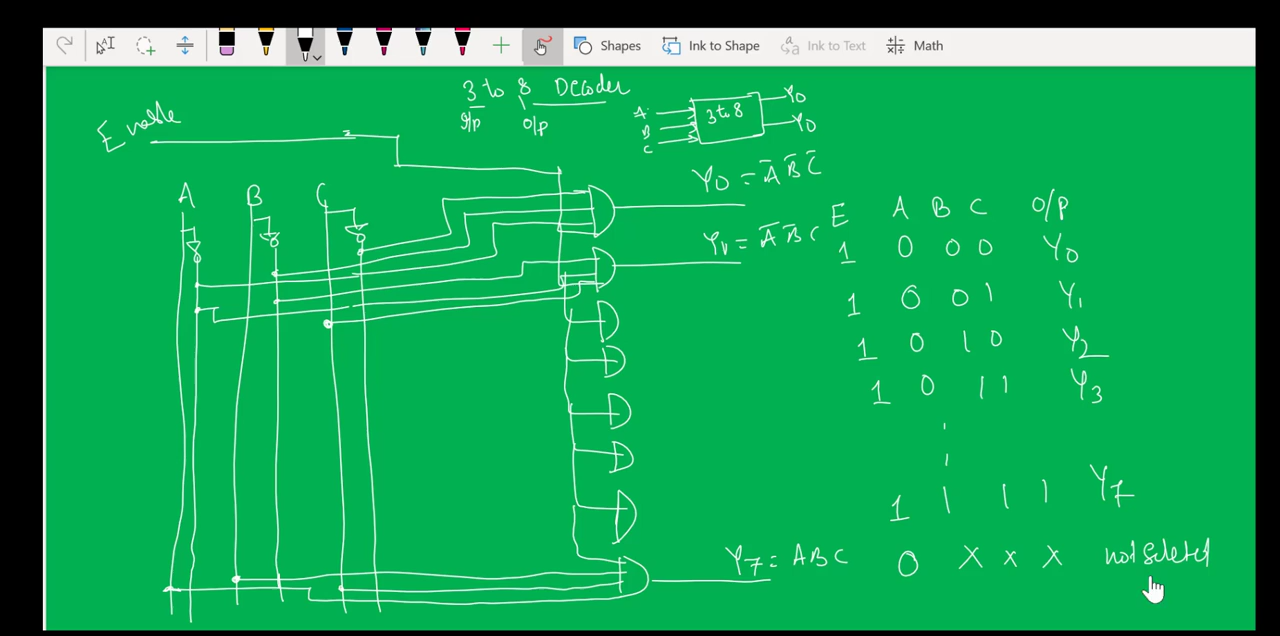 Shapes Ink to Shape Ink to Text Math
3 to 8 Decoder
I/p O/p
Enable
A
B
C
3 to 8
Y0
Y0
A B C
Y0 = A̅ B̅ C̅
Y1 = A̅ B̅ C
E A B C O/P
1 0 0 0 Y0
1 0 0 1 Y1
1 0 1 0 Y2
1 0 1 1 Y3
1 1 1 1 Y7
Y7 = ABC
0 X X X not seleted